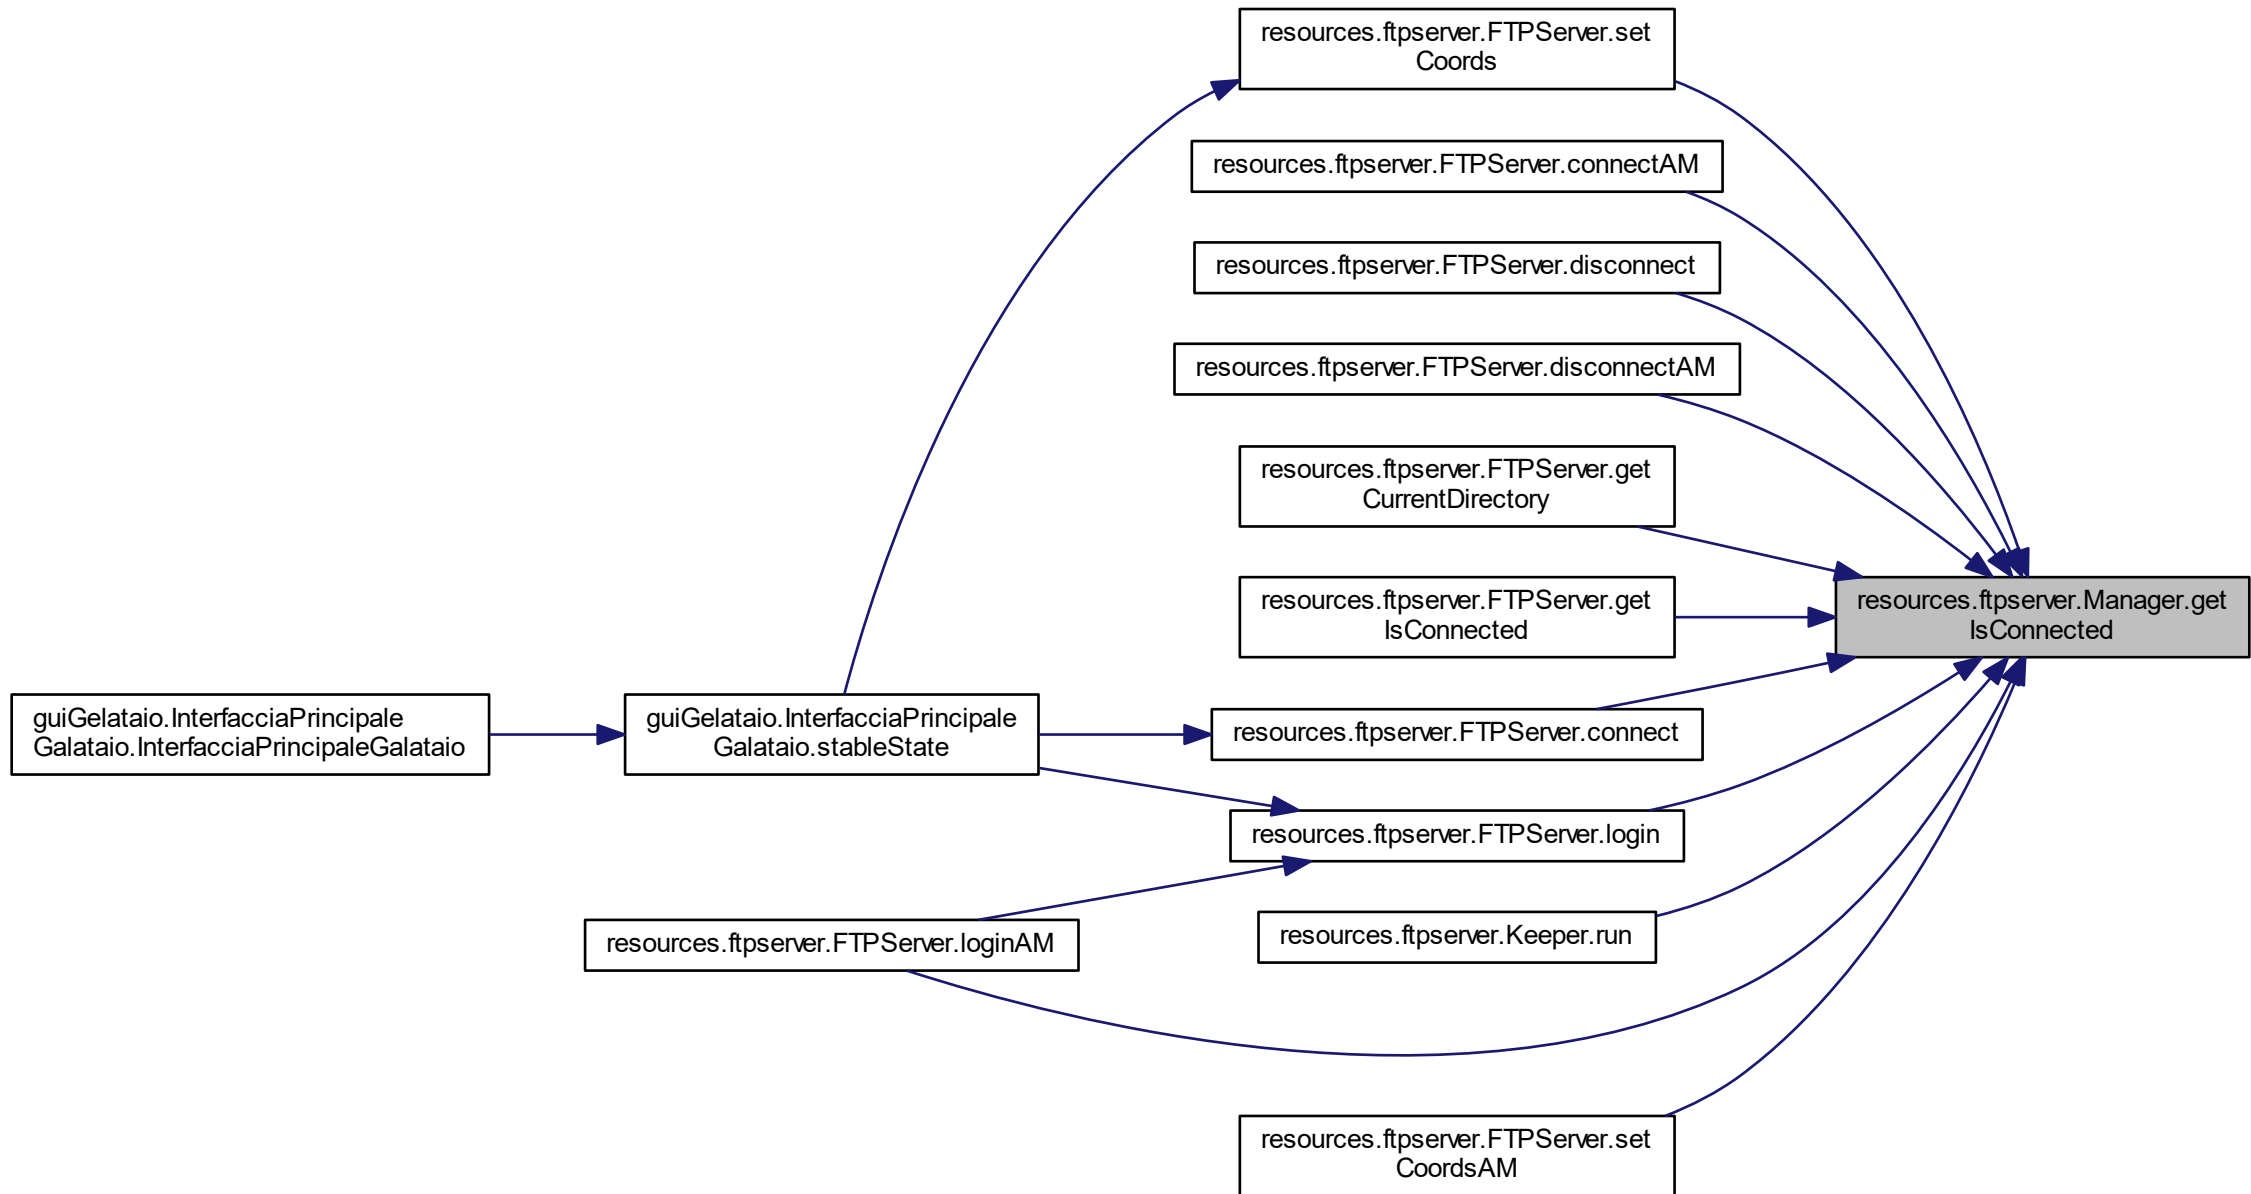 resources.ftpserver.FTPServer.set
Coords
resources.ftpserver.FTPServer.connectAM
resources.ftpserver.FTPServer.disconnect
resources.ftpserver.FTPServer.disconnectAM
resources.ftpserver.FTPServer.get
CurrentDirectory
resources.ftpserver.FTPServer.get
IsConnected
resources.ftpserver.Manager.get
IsConnected
guiGelataio.InterfacciaPrincipale
Galataio.InterfacciaPrincipaleGalataio
guiGelataio.InterfacciaPrincipale
Galataio.stableState
resources.ftpserver.FTPServer.connect
resources.ftpserver.FTPServer.login
resources.ftpserver.FTPServer.loginAM
resources.ftpserver.Keeper.run
resources.ftpserver.FTPServer.set
CoordsAM